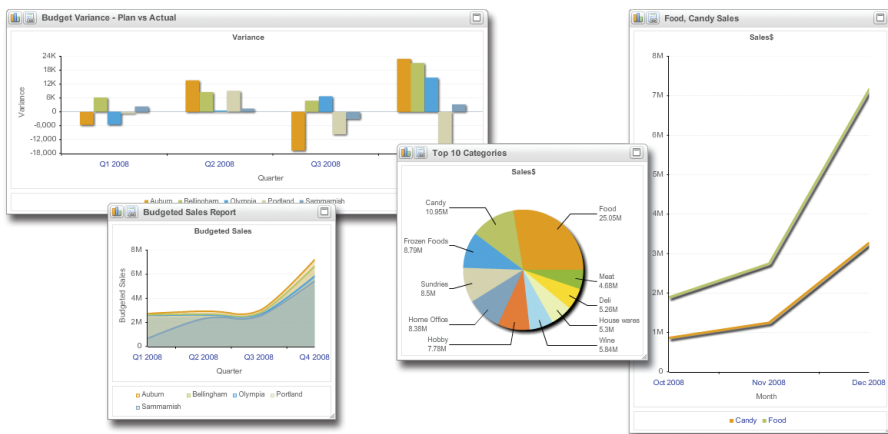 Budget Variance - Plan vs Actual
Variance
24K
18K
12K
6K
0
-6,000
-12,000
-18,000
Variance
Q1 2008
Q2 2008
Q3 2008
Quarter
Auburn Bellingham Olympia Portland Sammamish
Budgeted Sales Report
Budgeted Sales
8M
6M
4M
2M
0
Budgeted Sales
Q1 2008
Q2 2008
Q3 2008
Q4 2008
Quarter
Auburn Bellingham Olympia Portland
Sammamish
Top 10 Categories
Sales$
Candy
10.95M
Food
25.05M
Frozen Foods
8.79M
Sundries
8.5M
Home Office
8.38M
Hobby
7.78M
Meat
4.68M
Deli
5.26M
House wares
5.3M
Wine
5.84M
Food, Candy Sales
Sales$
8M
7M
6M
5M
4M
3M
2M
1M
0
Oct 2008
Nov 2008
Dec 2008
Month
Candy Food